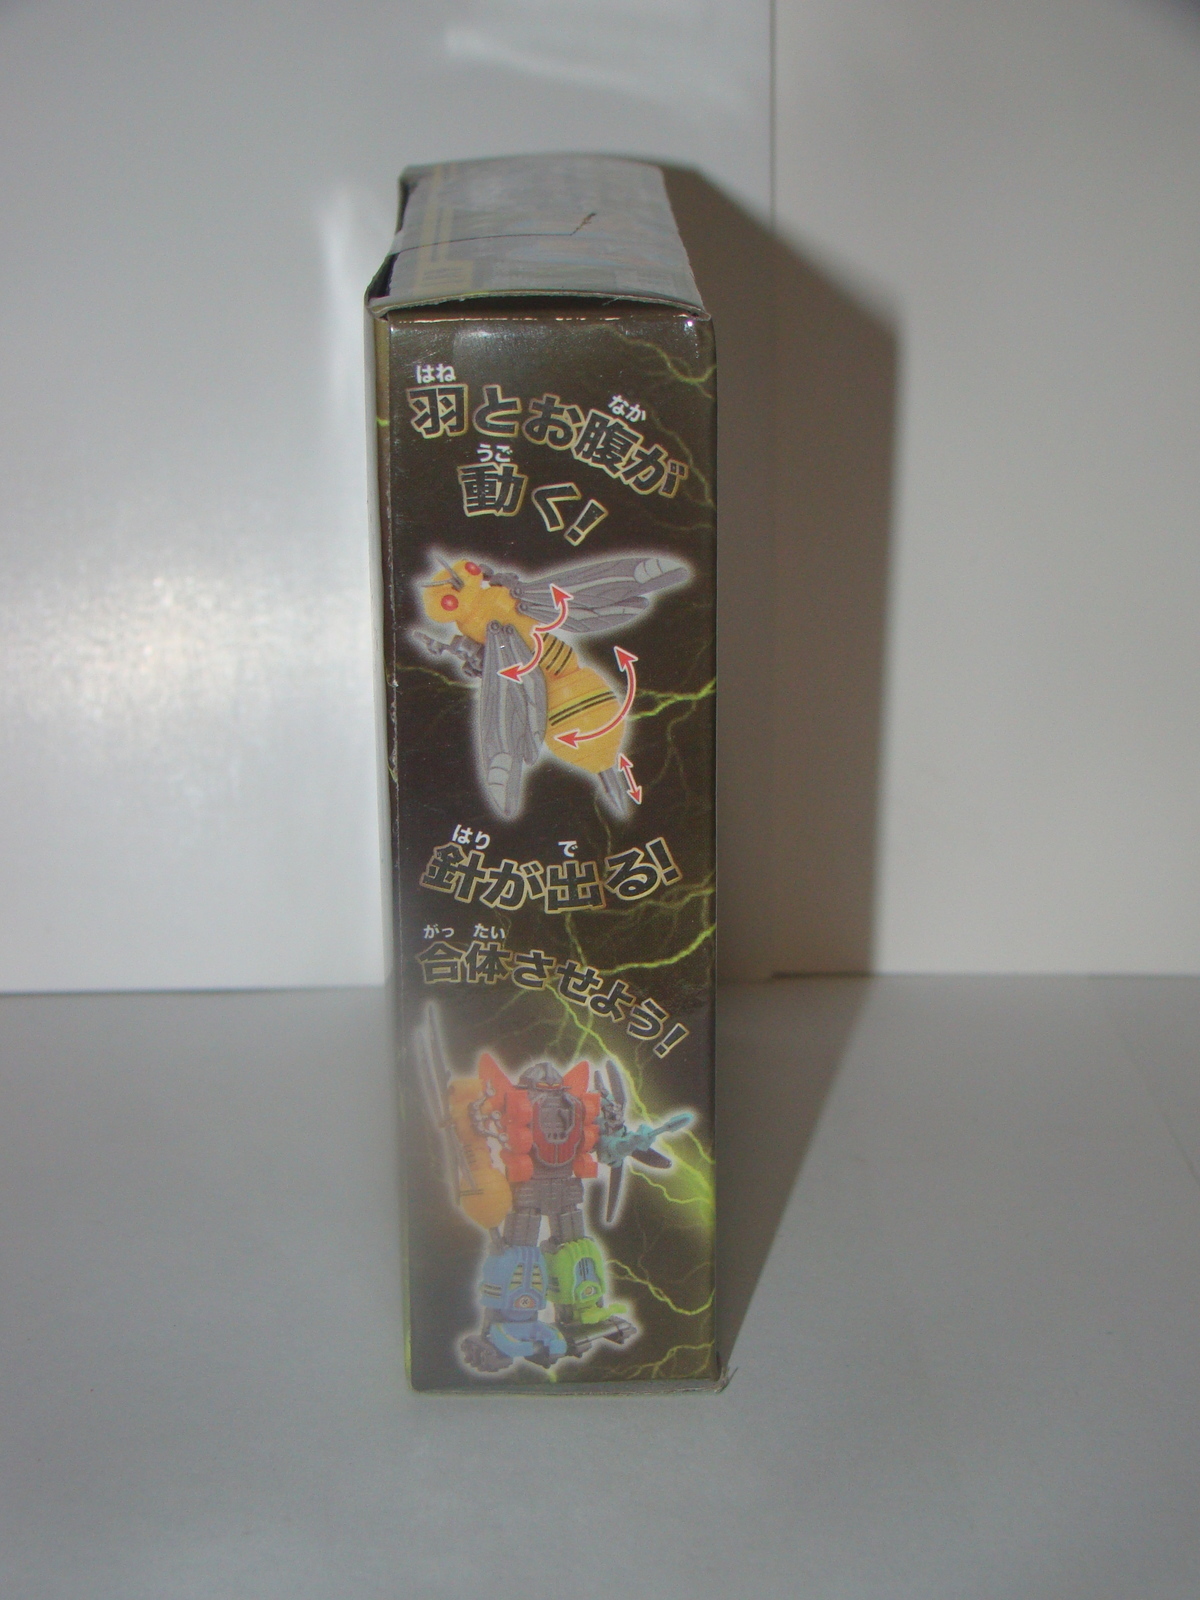 はね なか
羽とお腹が
うご
動く!
はり で
針が出る!
がっ たい
合体させよう!